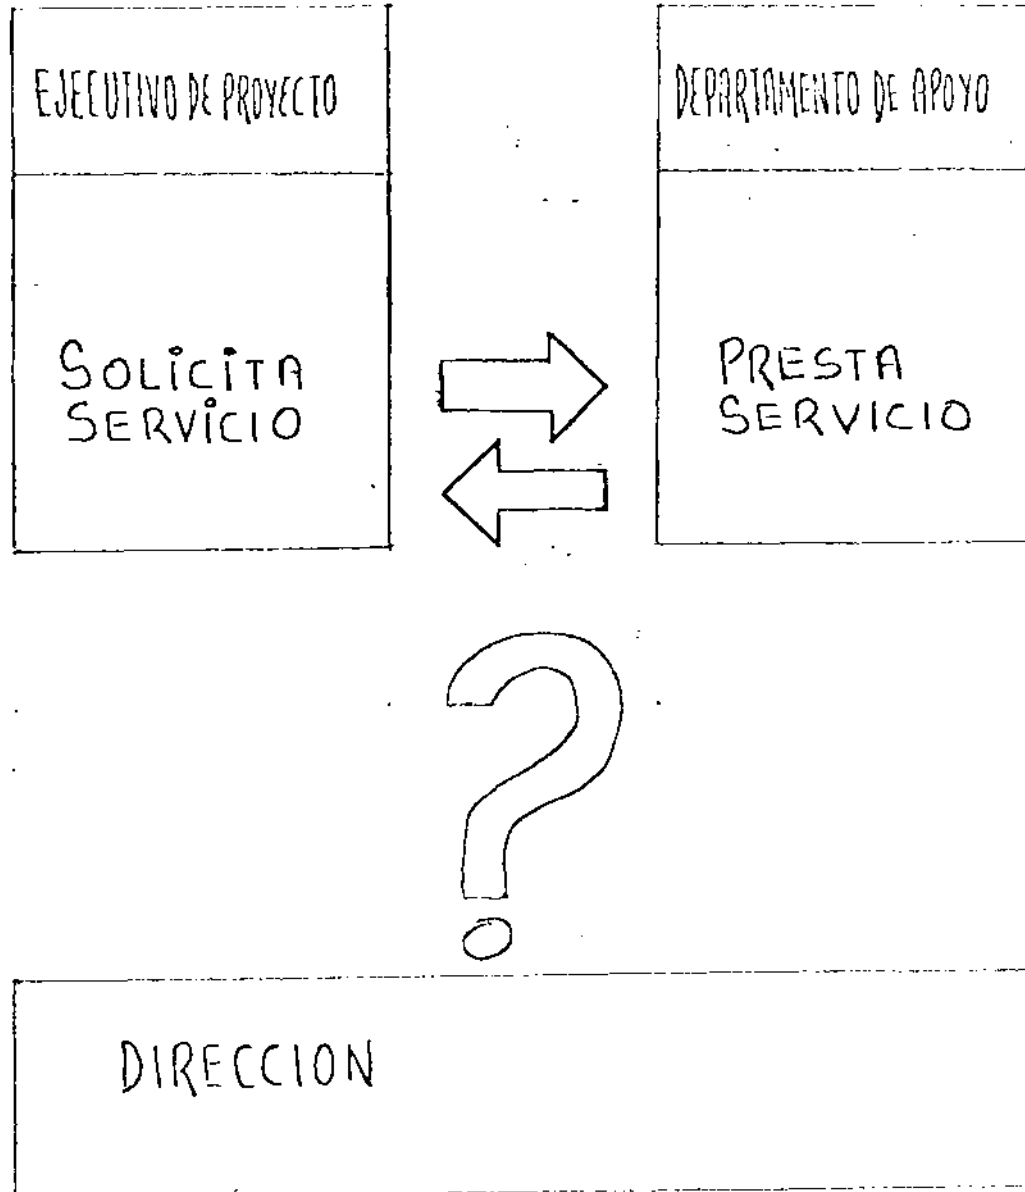 EJECUTIVO DE PROYECTO
DEPARTAMENTO DE APOYO
SOLICITA
SERVICIO
PRESTA
SERVICIO
?
DIRECCION